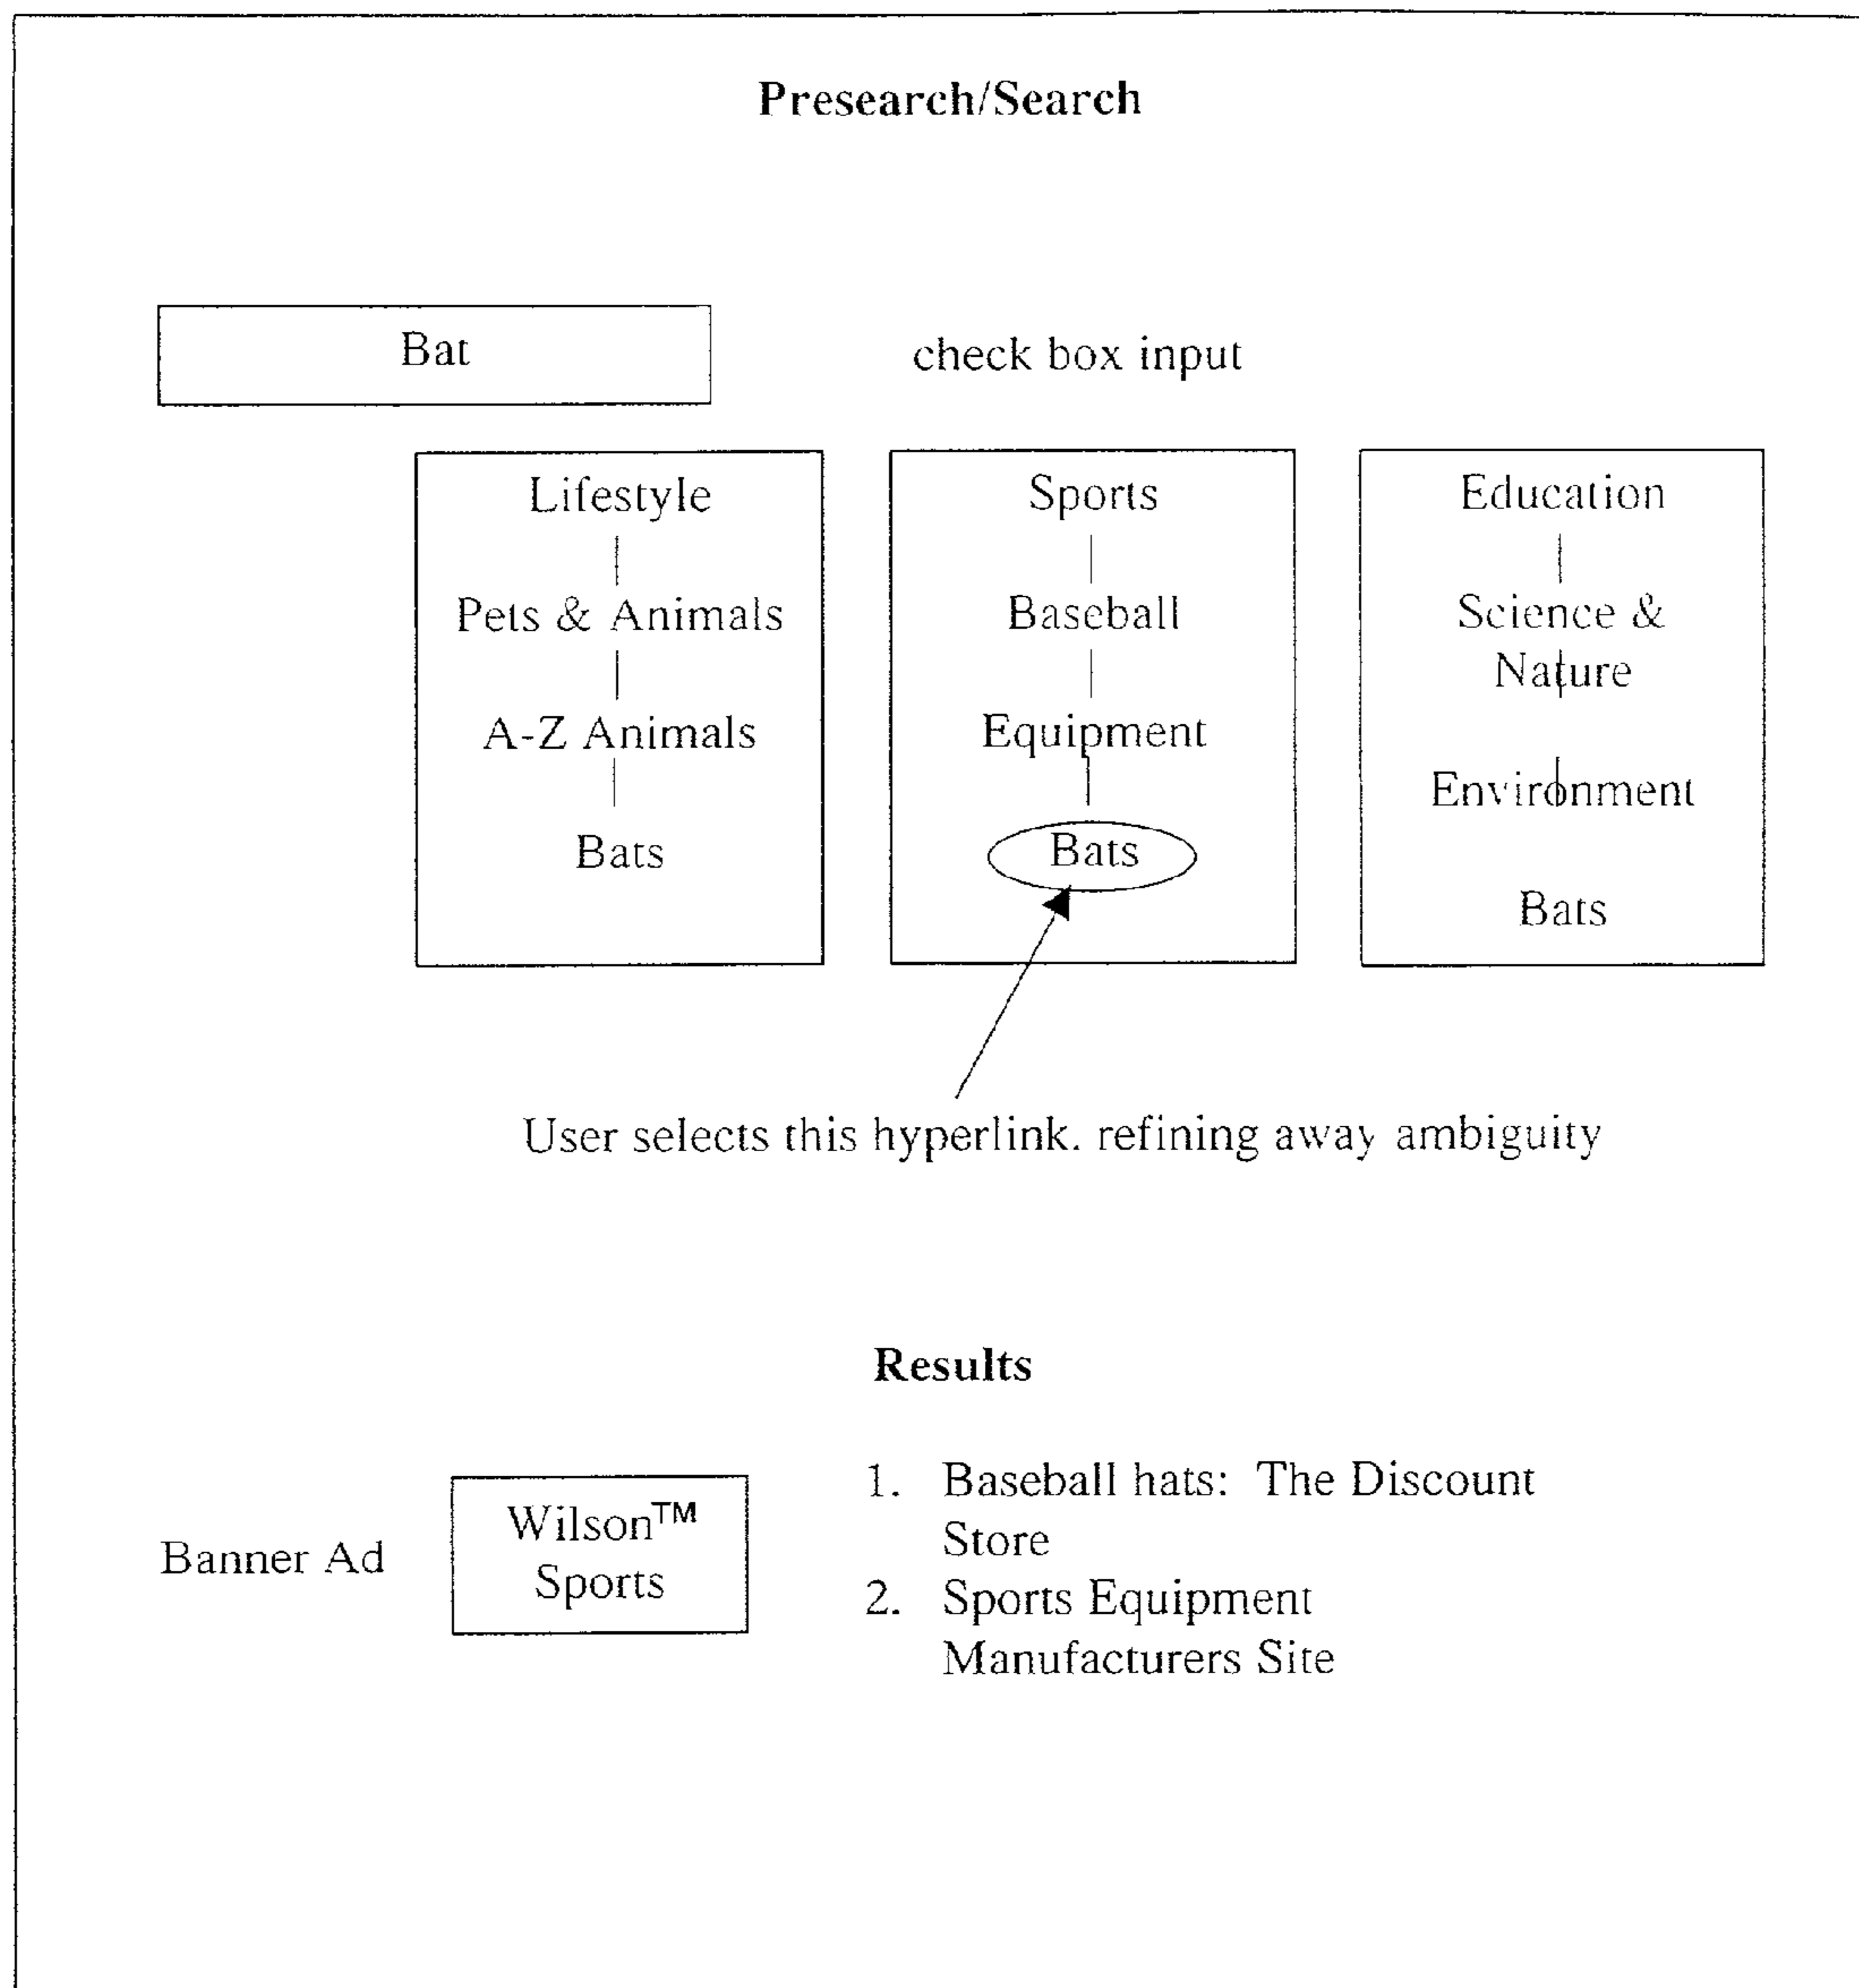 Presearch/Search
Bat
check box input
Lifestyle
Pets & Animals
A-Z Animals
Bats
Sports
Baseball
Equipment
Bats
Education
Science &
Nature
Environment
Bats
User selects this hyperlink. refining away ambiguity
Results
Banner Ad
Wilson™
Sports
1. Baseball hats: The Discount
Store
2. Sports Equipment
Manufacturers Site